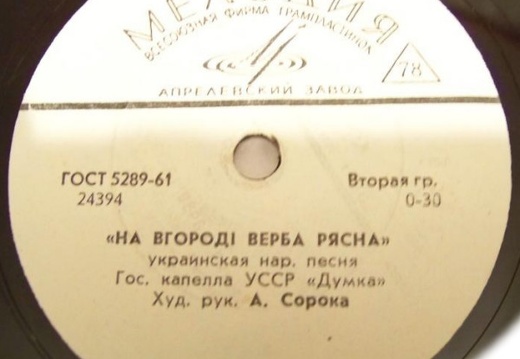 МЕЛОДИЯ
ВСЕСОЮЗНАЯ ФИРМА ГРАМПЛАСТИНОК
78
АПРЕЛЕВСКИЙ ЗАВОД
ГОСТ 5289-61 Вторая гр.
24394 0-30
«НА ВГОРОДІ ВЕРБА РЯСНА»
украинская нар. песня
Гос. капелла УССР «Думка»
Худ. рук. А. Сорока